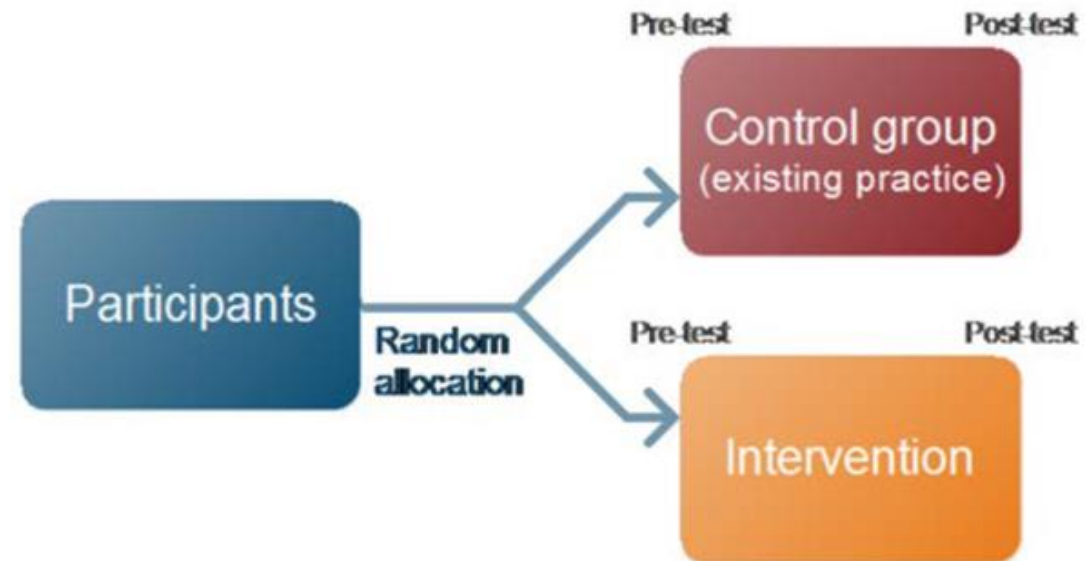 Pre-test
Post-test
Control group
(existing practice)
Participants
Random
allocation
Pre-test
Post-test
Intervention